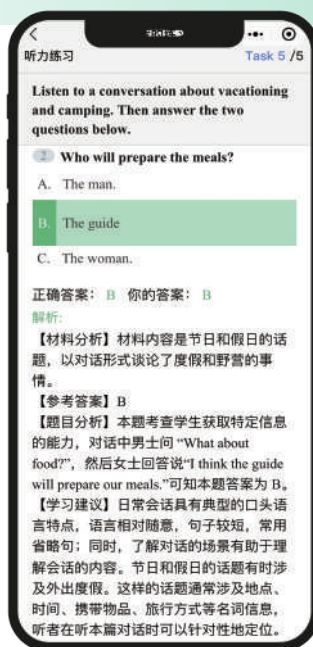 听力练习
Task 5 /5
Listen to a conversation about vacationing
and camping. Then answer the two
questions below.
2 Who will prepare the meals?
A. The man.
B. The guide
C. The woman.
正确答案： B 你的答案： B
解析:
【材料分析】材料内容是节日和假日的话
题，以对话形式谈论了度假和野营的事
情。
【参考答案】B
【题目分析】本题考查学生获取特定信息
的能力，对话中男士问 “What about
food?”，然后女士回答说“I think the guide
will prepare our meals.”可知本题答案为 B。
【学习建议】日常会话具有典型的口头语
言特点，语言相对随意，句子较短，常用
省略句；同时，了解对话的场景有助于理
解会话的内容。节日和假日的话题有时涉
及外出度假。这样的话题通常涉及地点、
时间、携带物品、旅行方式等名词信息，
听者在听本篇对话时可以针对性地定位。